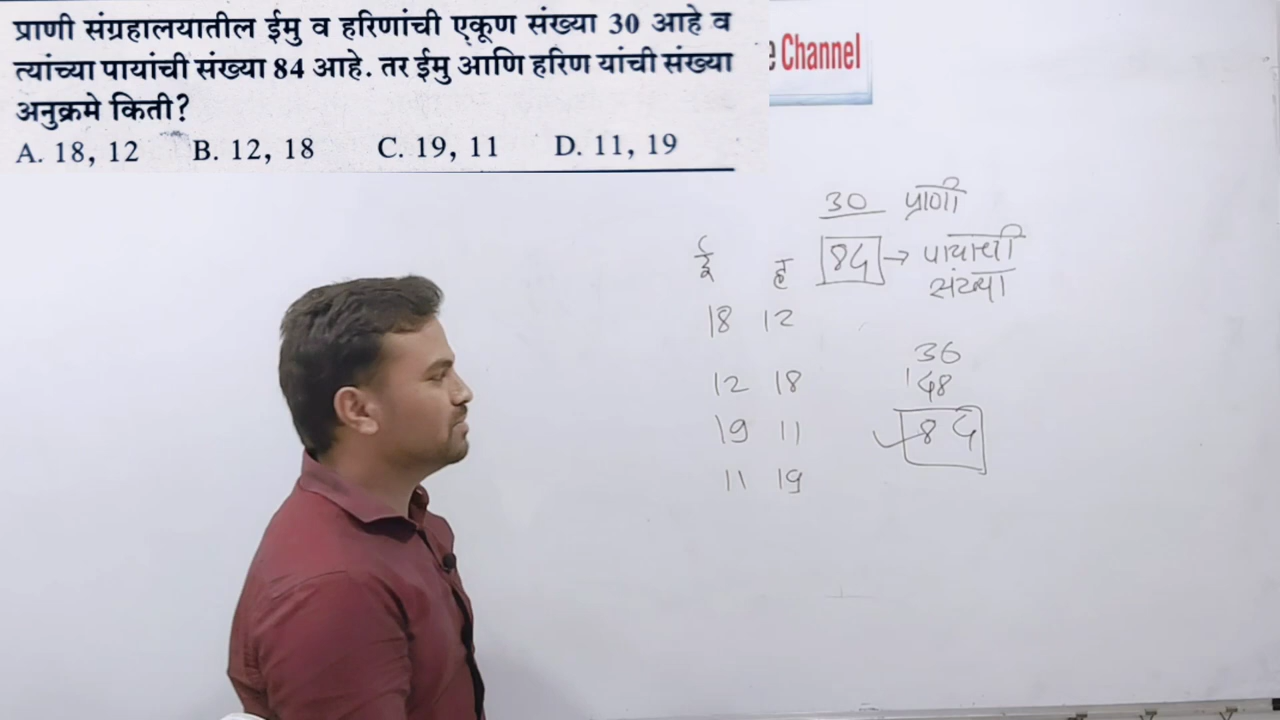 प्राणी संग्रहालयातील ईमु व हरिणांची एकूण संख्या 30 आहे व
त्यांच्या पायांची संख्या 84 आहे. तर ईमु आणि हरिण यांची संख्या
अनुक्रमे किती?
A. 18, 12 B. 12, 18 C. 19, 11 D. 11, 19
Channel
30 प्राणी
84 → पायाची
संख्या
ई ह
18 12
12 18
19 11
11 19
36
48
84